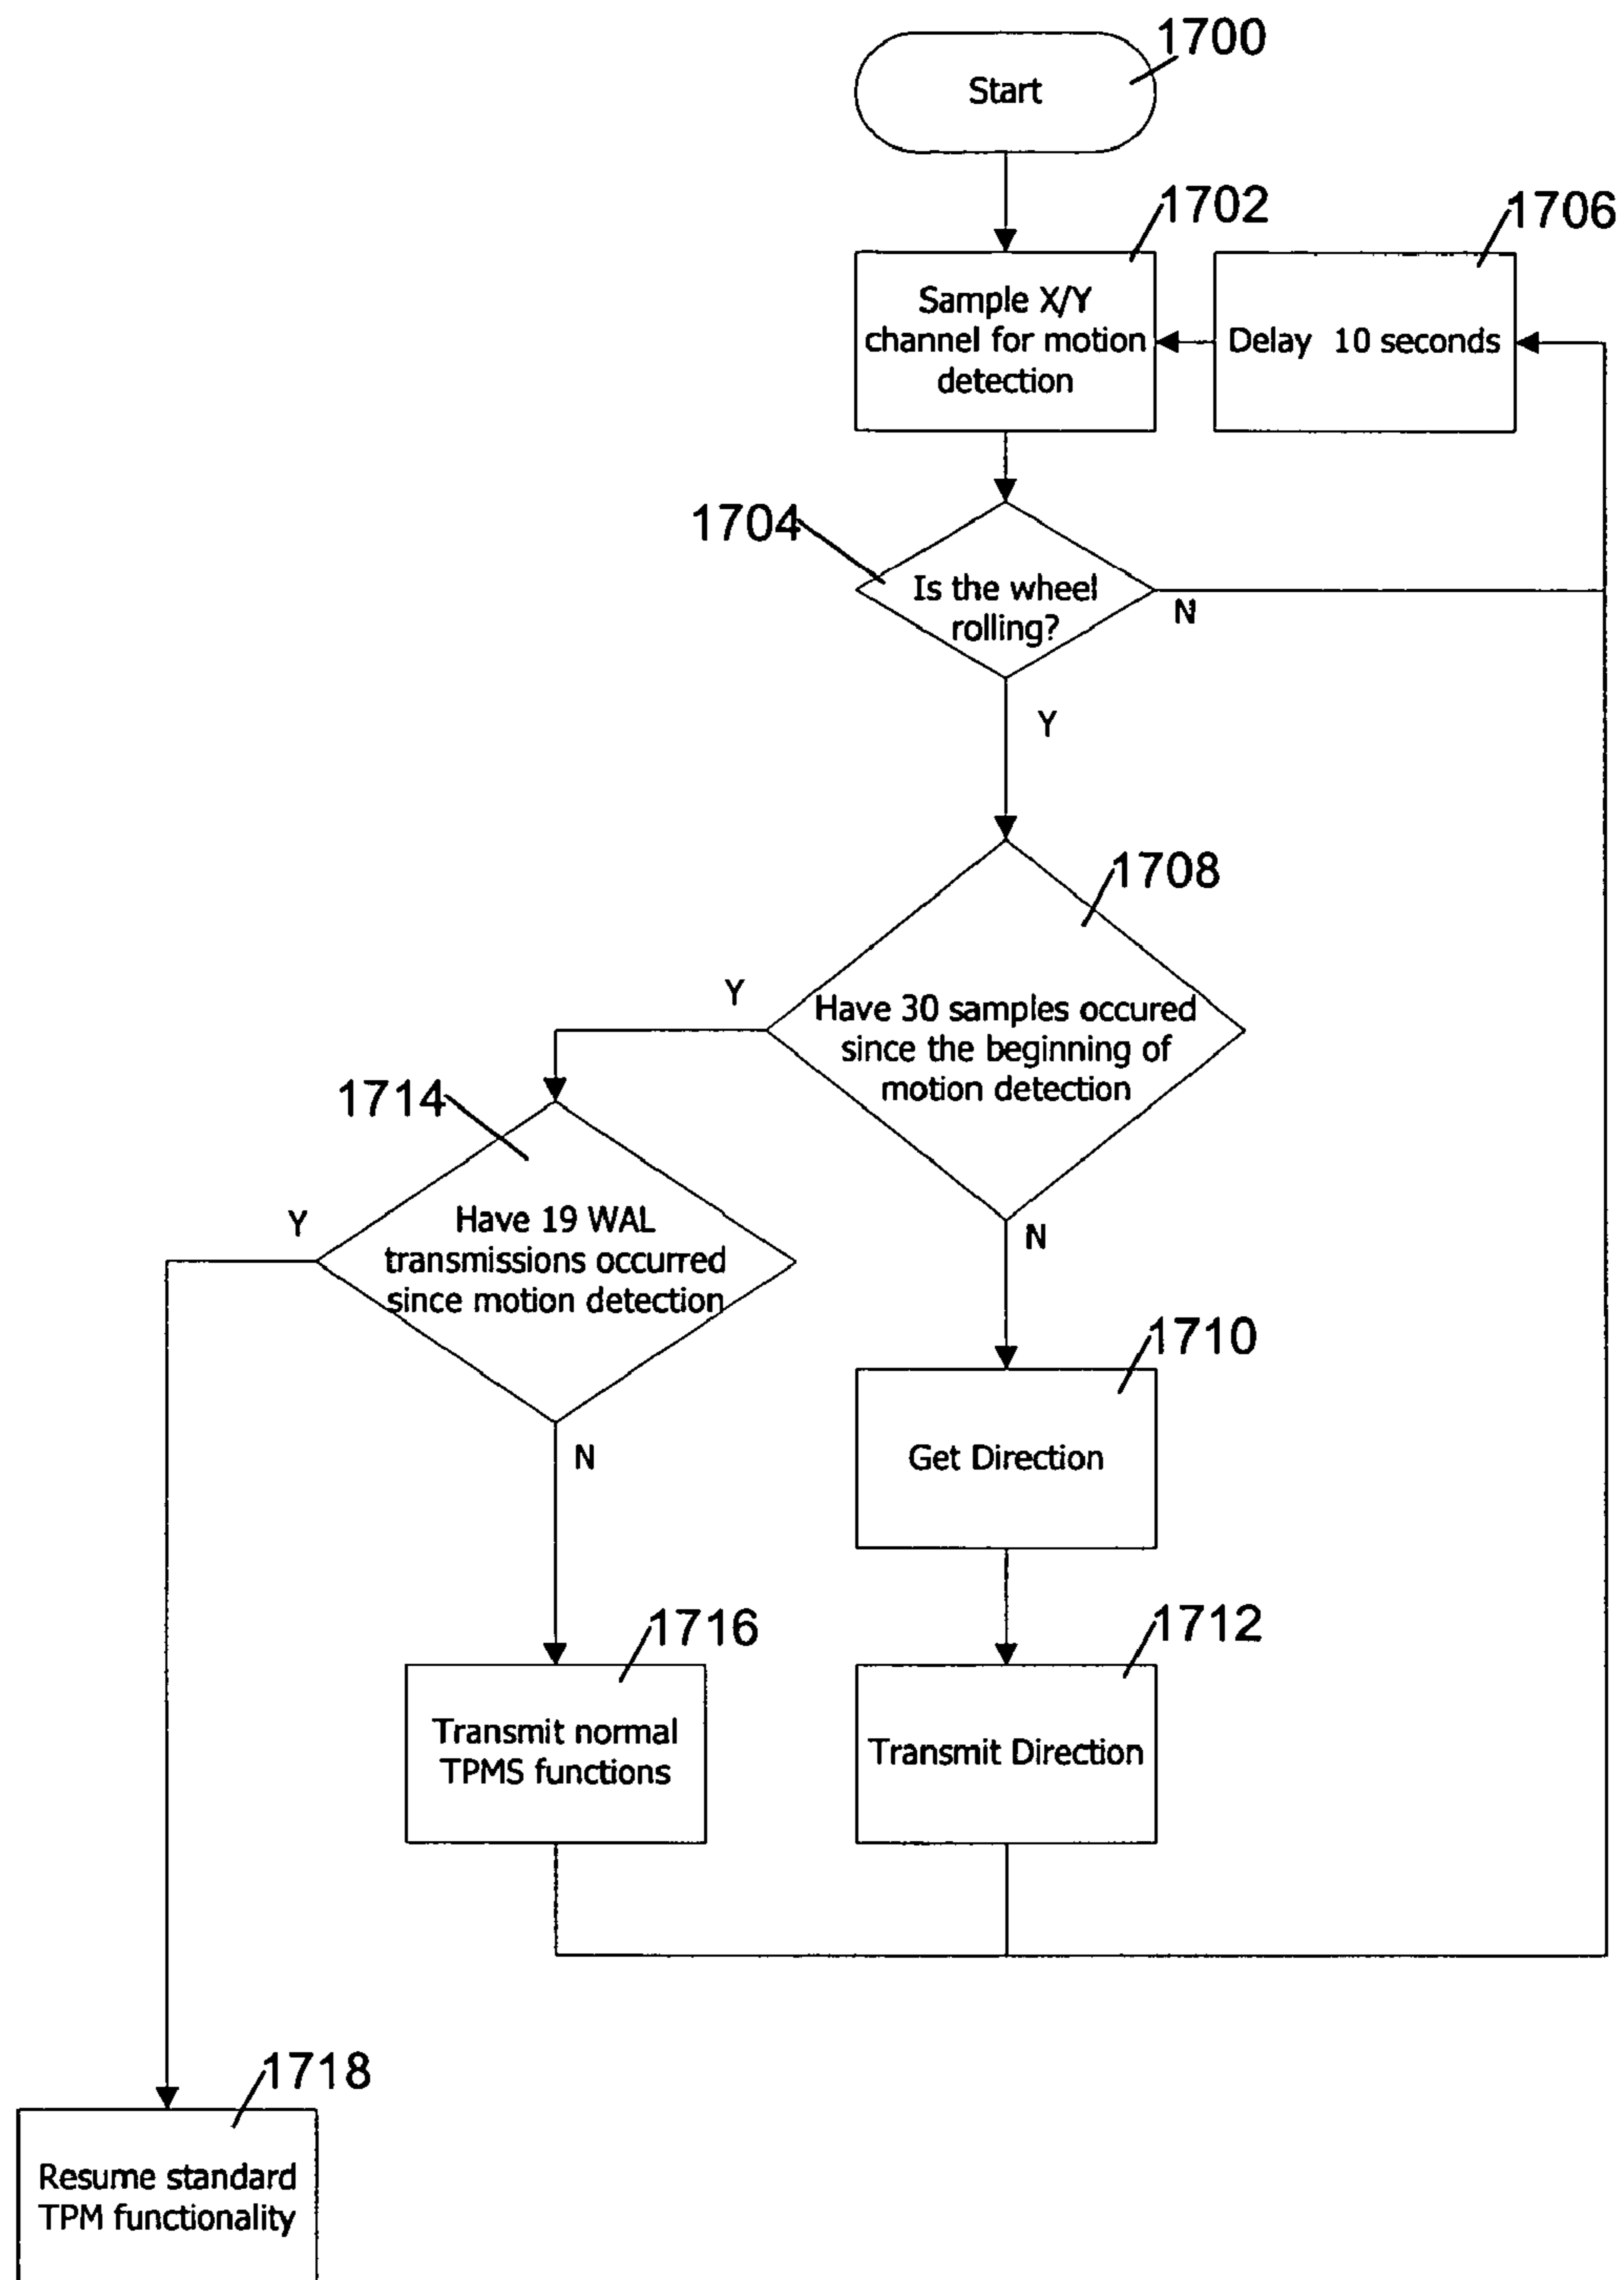 1700
Start
1702
1706
Sample X/Y
channel for motion
detection
Delay 10 seconds
1704
Is the wheel
rolling?
N
Y
1708
Y
Have 30 samples occured
since the beginning of
motion detection
1714
Y
Have 19 WAL
transmissions occurred
since motion detection
N
1710
N
Get Direction
1716
1712
Transmit normal
TPMS functions
Transmit Direction
1718
Resume standard
TPM functionality